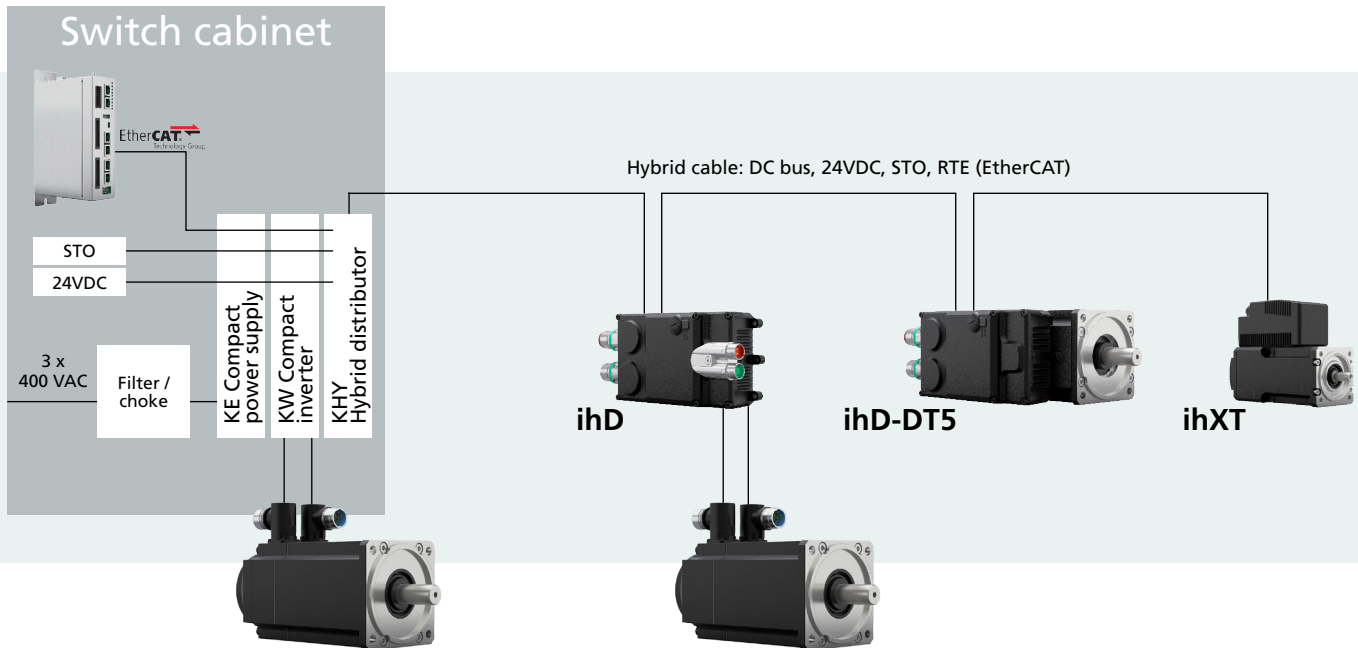 Switch cabinet
EtherCAT
Technology Group
Hybrid cable: DC bus, 24VDC, STO, RTE (EtherCAT)
STO
24VDC
3 x
400 VAC
Filter /
choke
KE Compact
power supply
KW Compact
inverter
KHY
Hybrid distributor
ihD
ihD-DT5
ihXT